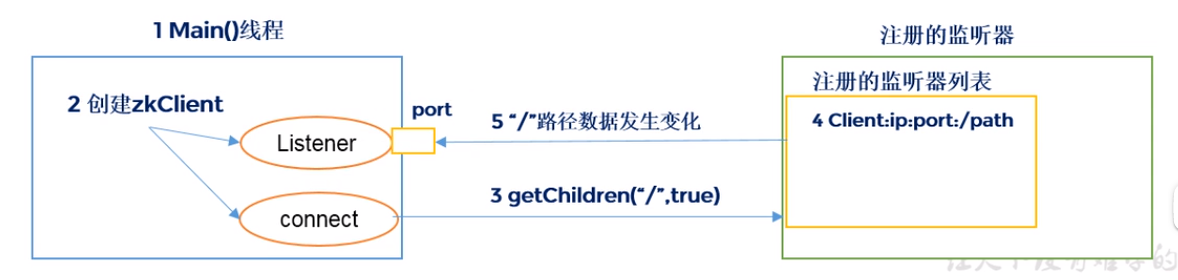 1 Main()线程
注册的监听器
2 创建zkClient
注册的监听器列表
port
4 Client:ip:port:/path
5 “/”路径数据发生变化
Listener
3 getChildren(“/”,true)
connect